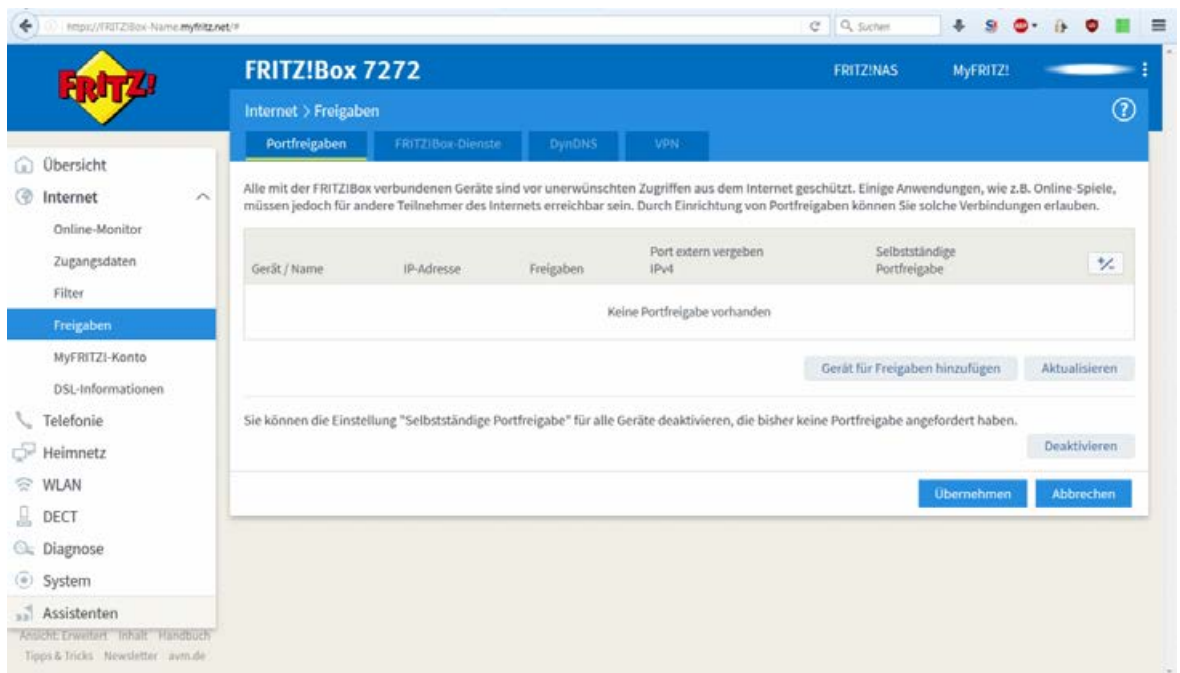 https://FRITZ!Box-Name.myfritz.net/#
Suchen
FRITZ!
FRITZ!Box 7272
FRITZ!NAS
MyFRITZ!
Internet > Freigaben
Portfreigaben
FRITZ!Box-Dienste
DynDNS
VPN
Übersicht
Internet
Online-Monitor
Zugangsdaten
Filter
Freigaben
MyFRITZ!-Konto
DSL-Informationen
Telefonie
Heimnetz
WLAN
DECT
Diagnose
System
Assistenten
Ansicht: Erweitert Inhalt Handbuch
Tipps & Tricks Newsletter avm.de
Alle mit der FRITZ!Box verbundenen Geräte sind vor unerwünschten Zugriffen aus dem Internet geschützt. Einige Anwendungen, wie z.B. Online-Spiele,
müssen jedoch für andere Teilnehmer des Internets erreichbar sein. Durch Einrichtung von Portfreigaben können Sie solche Verbindungen erlauben.
Gerät / Name
IP-Adresse
Freigaben
Port extern vergeben
IPv4
Selbstständige
Portfreigabe
Keine Portfreigabe vorhanden
Gerät für Freigaben hinzufügen
Aktualisieren
Sie können die Einstellung "Selbstständige Portfreigabe" für alle Geräte deaktivieren, die bisher keine Portfreigabe angefordert haben.
Deaktivieren
Übernehmen
Abbrechen